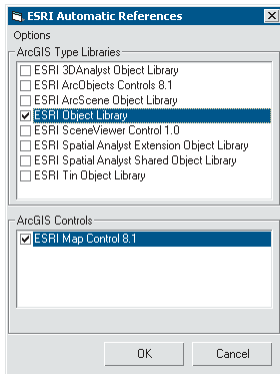 ESRI Automatic References
Options
ArcGIS Type Libraries
ESRI 3DAnalyst Object Library
ESRI ArcObjects Controls 8.1
ESRI ArcScene Object Library
ESRI Object Library
ESRI SceneViewer Control 1.0
ESRI Spatial Analyst Extension Object Library
ESRI Spatial Analyst Shared Object Library
ESRI Tin Object Library
ArcGIS Controls
ESRI Map Control 8.1
OK Cancel